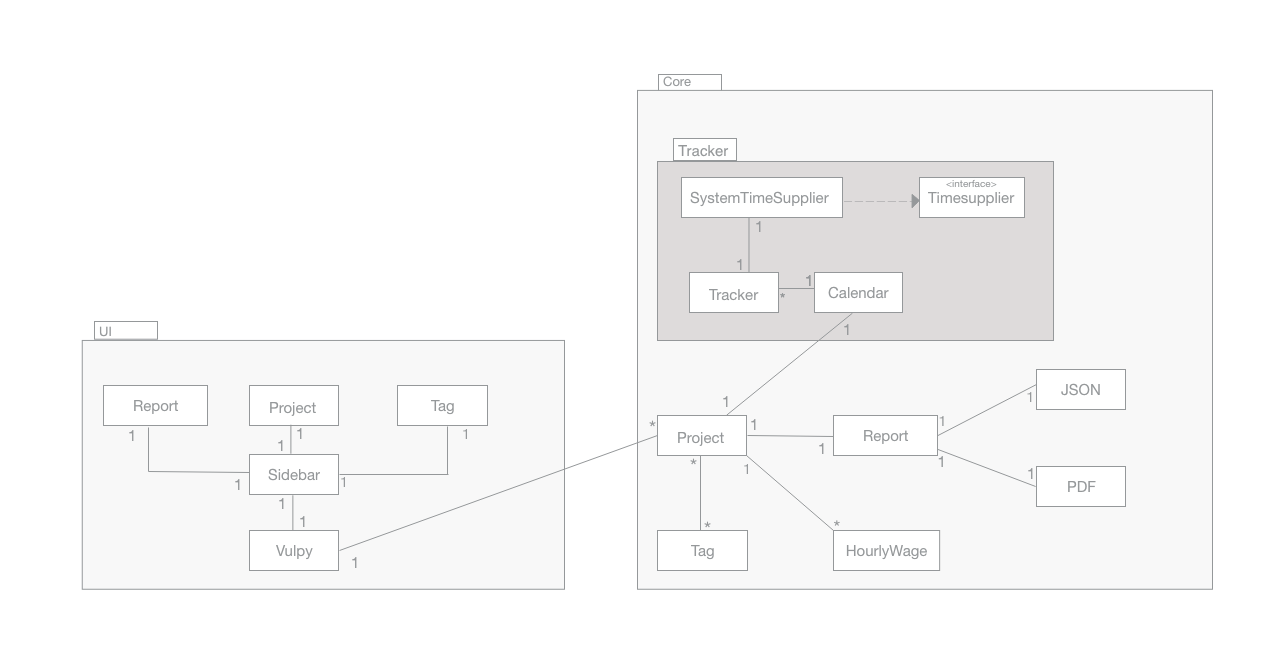 Core
Tracker
SystemTimeSupplier
<interface>
Timesupplier
1
1
Tracker
*
1
Calendar
1
UI
Report
Project
Tag
1
1
1
1
Sidebar
1
1
1
1
Vulpy
1
1
*
Project
1
1
Report
1
1
JSON
1
1
PDF
*
1
*
Tag
*
HourlyWage